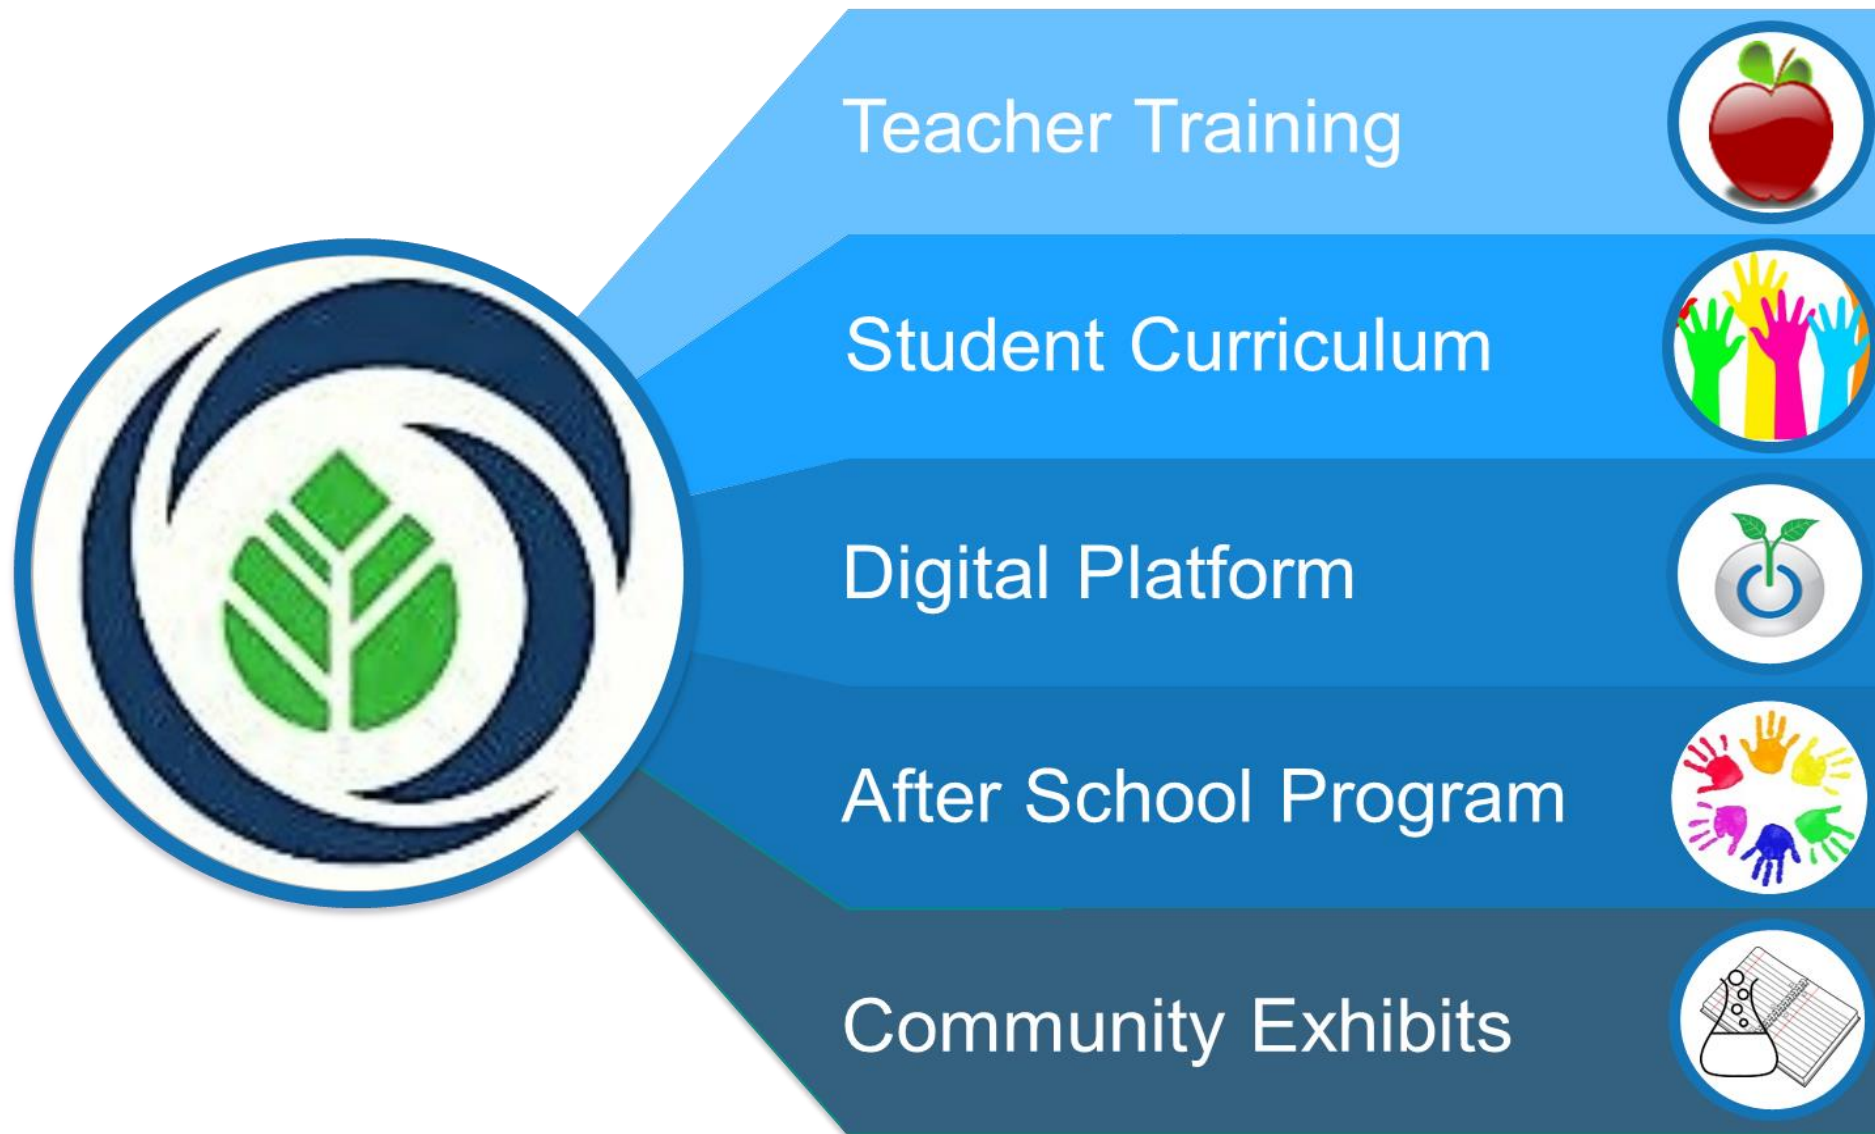 Teacher Training
Student Curriculum
Digital Platform
After School Program
Community Exhibits